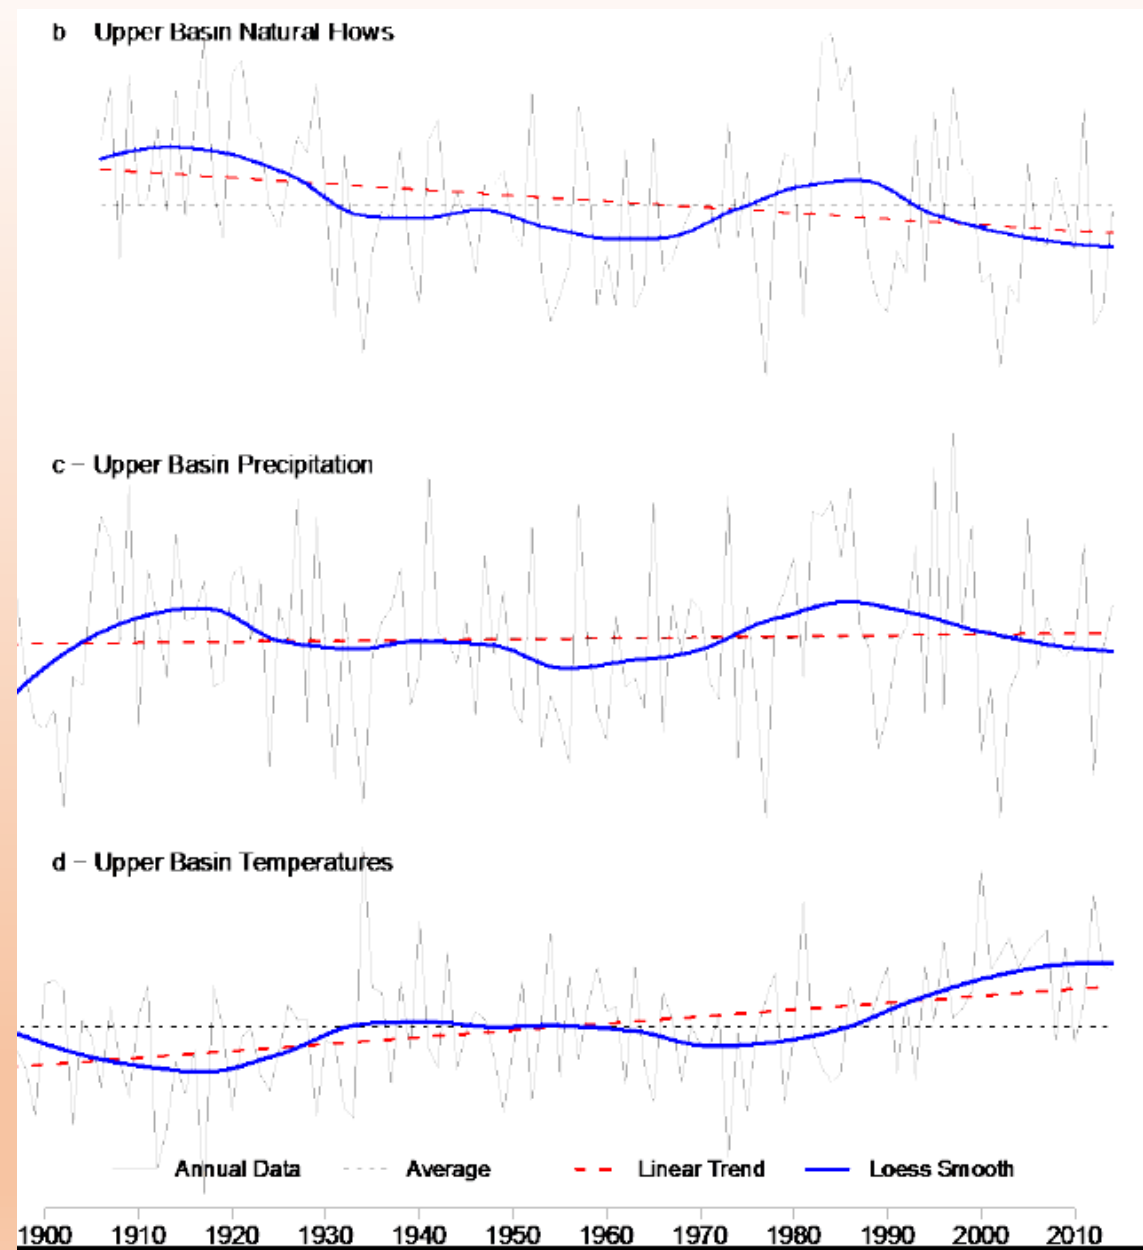 b Upper Basin Natural Flows
c – Upper Basin Precipitation
d – Upper Basin Temperatures
Annual Data Average Linear Trend Loess Smooth
1900 1910 1920 1930 1940 1950 1960 1970 1980 1990 2000 2010